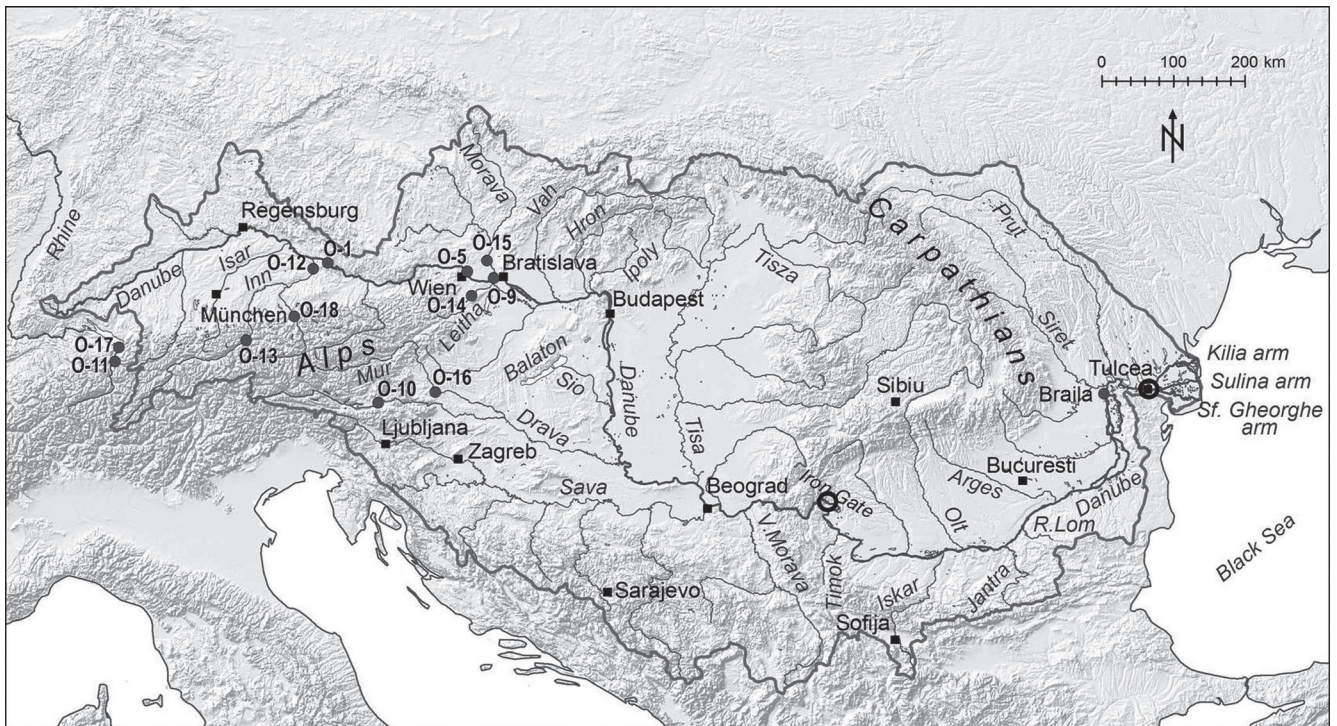 0 100 200 km
N
Morava
Vah
Hron
Ipoly
Prut
Carpathians
Rhine
Regensburg
Isar
O-12
O-1
Inn
Danube
O-5
O-15
Bratislava
Wien
O-14
O-9
Leitha
Tisza
Budapest
München
O-18
O-17
O-11
O-13
Alps
Mur
O-10
O-16
Balaton
Sio
Danube
Siret
Tulcea
Kilia arm
Sulina arm
Sf. Gheorghe
arm
Braila
Sibiu
Ljubljana
Zagreb
Drava
Tisa
Sava
Beograd
Iron Gate
Bucuresti
Arges
Olt
R.Lom
Danube
V.Morava
Timok
Iskar
Jantra
Sarajevo
Sofija
Black Sea